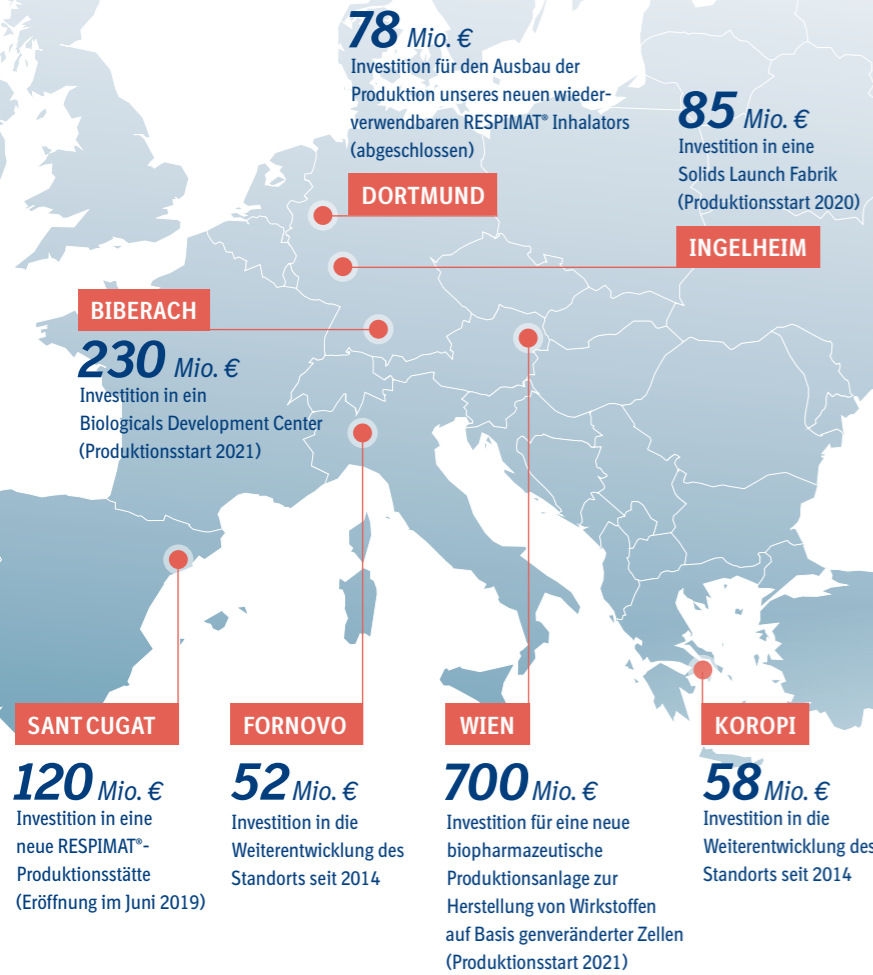 78 Mio. €
Investition für den Ausbau der
Produktion unseres neuen wieder-
verwendbaren RESPIMAT® Inhalators
(abgeschlossen)
DORTMUND
85 Mio. €
Investition in eine
Solids Launch Fabrik
(Produktionsstart 2020)
INGELHEIM
BIBERACH
230 Mio. €
Investition in ein
Biologicals Development Center
(Produktionsstart 2021)
SANT CUGAT
120 Mio. €
Investition in eine
neue RESPIMAT®-
Produktionsstätte
(Eröffnung im Juni 2019)
FORNOVO
52 Mio. €
Investition in die
Weiterentwicklung des
Standorts seit 2014
WIEN
700 Mio. €
Investition für eine neue
biopharmazeutische
Produktionsanlage zur
Herstellung von Wirkstoffen
auf Basis genveränderter Zellen
(Produktionsstart 2021)
KOROPI
58 Mio. €
Investition in die
Weiterentwicklung des
Standorts seit 2014